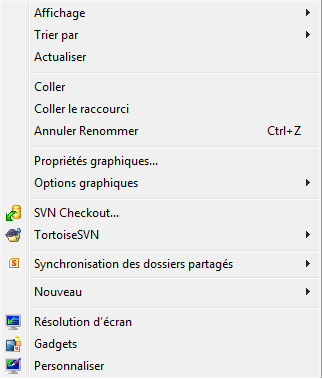 Affichage
Trier par
Actualiser
Coller
Coller le raccourci
Annuler Renommer Ctrl+Z
Propriétés graphiques...
Options graphiques
SVN Checkout...
TortoiseSVN
Synchronisation des dossiers partagés
Nouveau
Résolution d'écran
Gadgets
Personnaliser